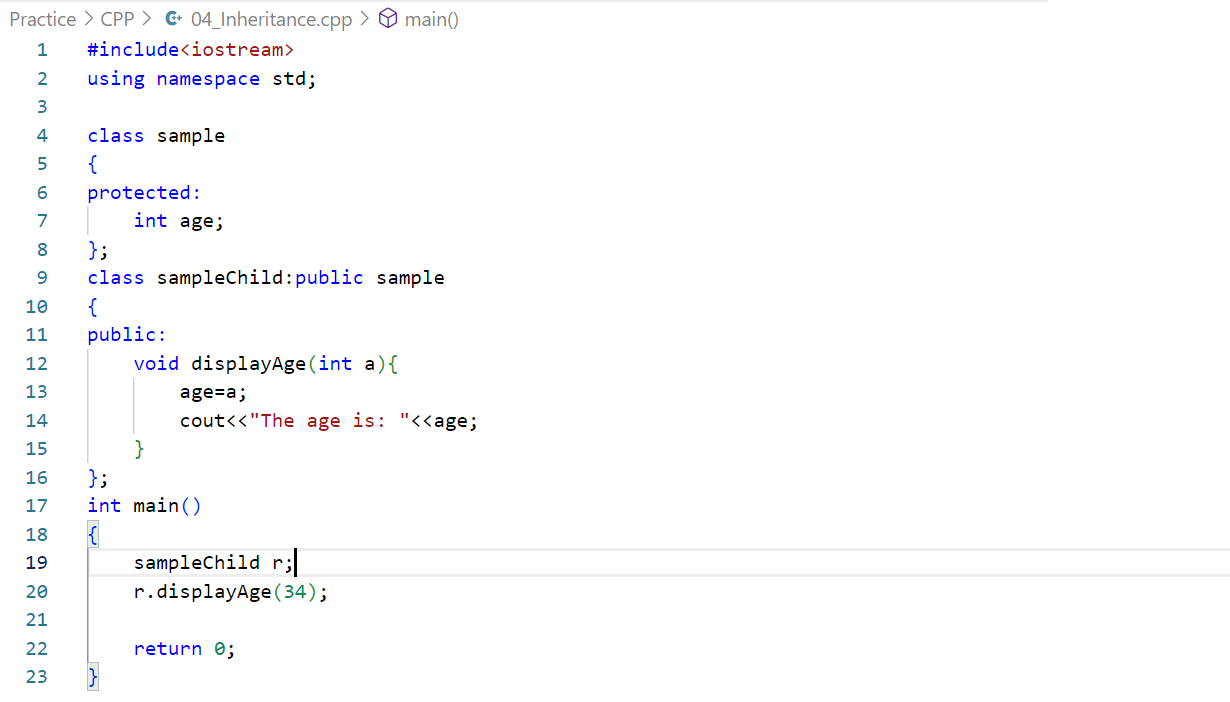 Practice > CPP > 04_Inheritance.cpp > main()
1 #include<iostream>
2 using namespace std;
3
4 class sample
5 {
6 protected:
7     int age;
8 };
9 class sampleChild:public sample
10 {
11 public:
12     void displayAge(int a){
13         age=a;
14         cout<<"The age is: "<<age;
15     }
16 };
17 int main()
18 {
19     sampleChild r;
20     r.displayAge(34);
21
22     return 0;
23 }